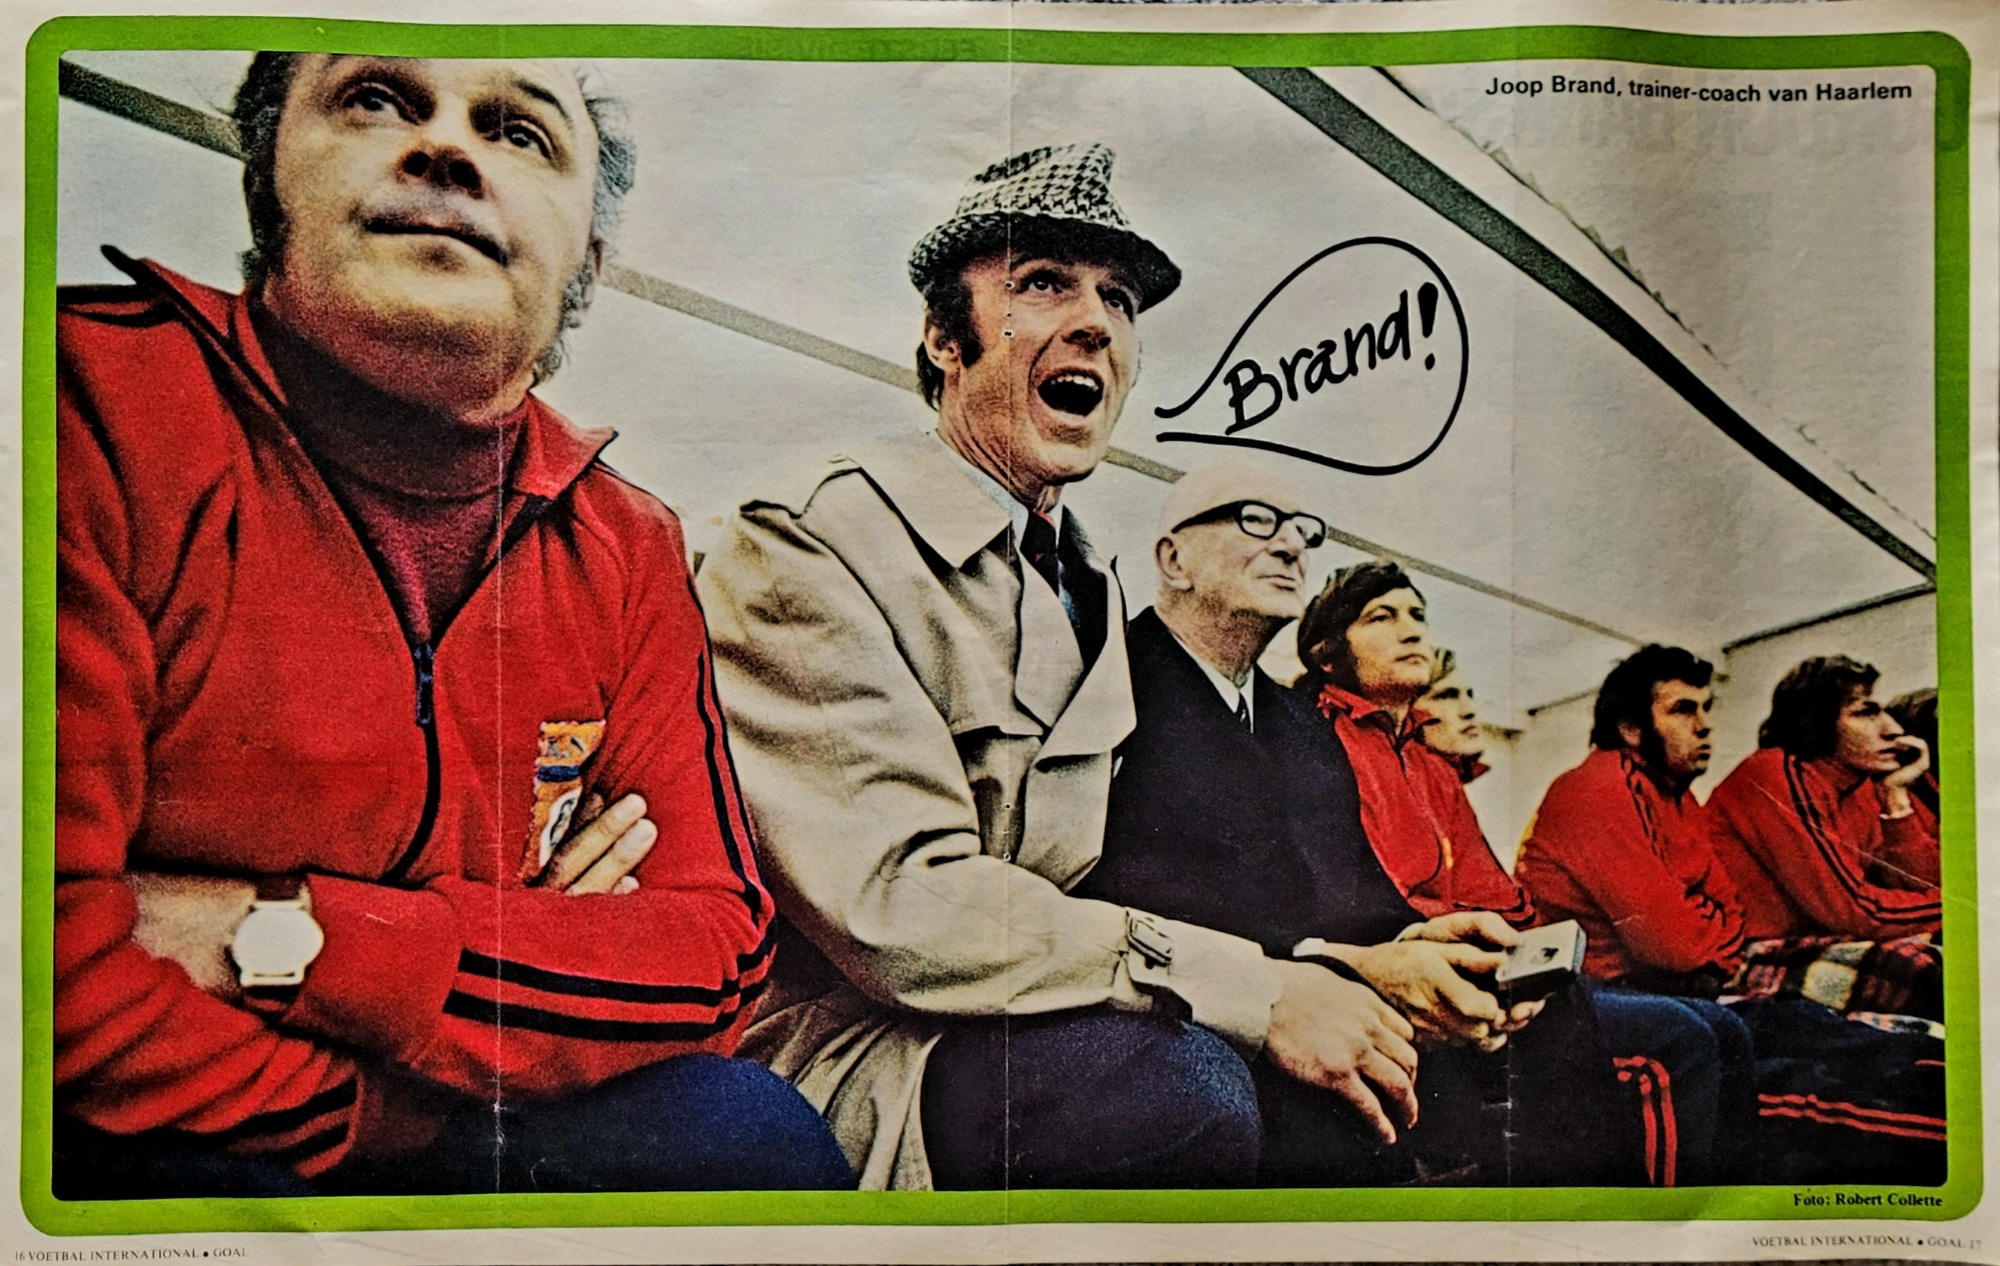 Joop Brand, trainer-coach van Haarlem
Brand!
Foto: Robert Collette
16 VOETBAL INTERNATIONAL • GOAL
VOETBAL INTERNATIONAL • GOAL 17